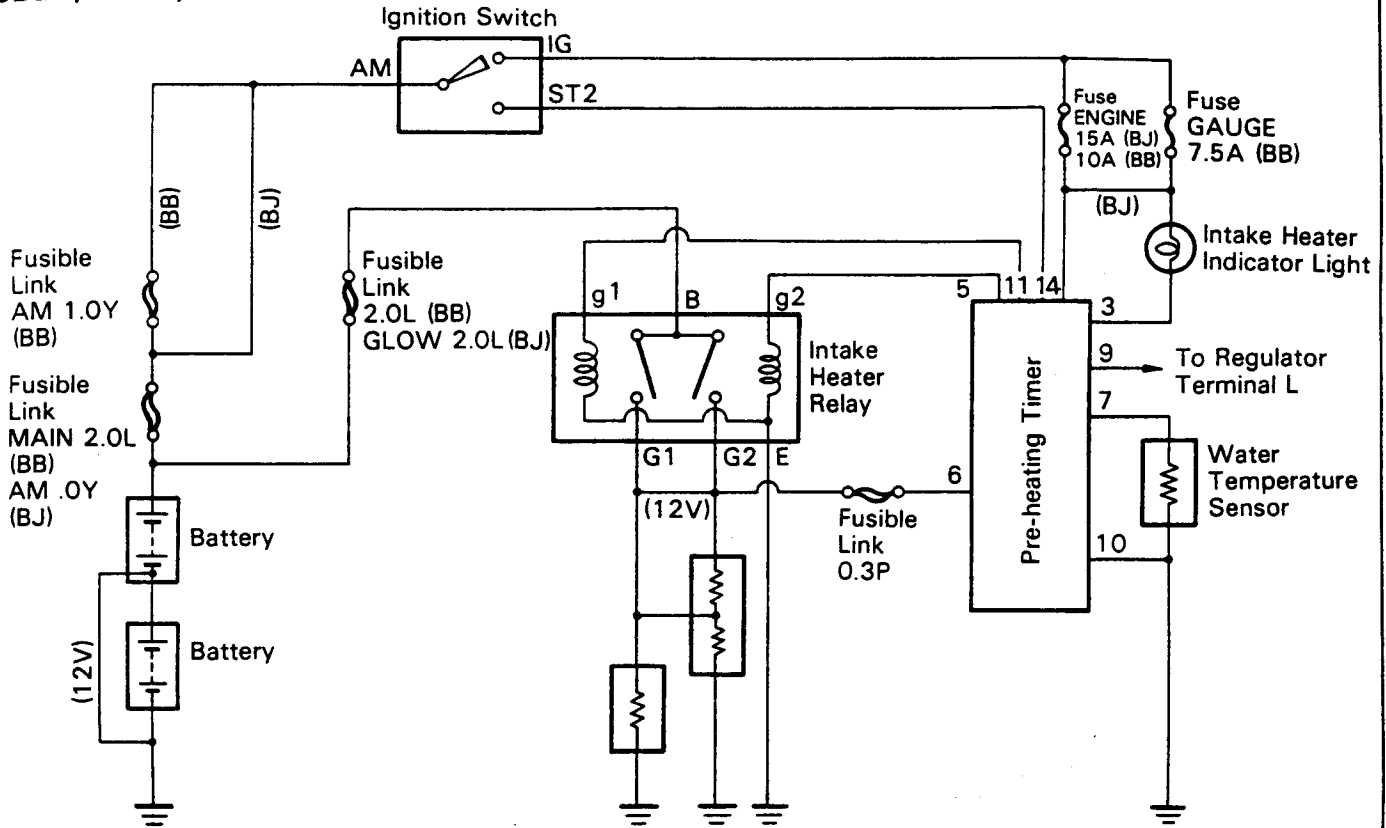 Ignition Switch
AM
IG
ST2
Fuse
ENGINE
15A (BJ)
10A (BB)
Fuse
GAUGE
7.5A (BB)
(BB)
(BJ)
(BJ)
Fusible
Link
AM 1.0Y
(BB)
Fusible
Link
2.0L (BB)
GLOW 2.0L (BJ)
g1
B
g2
5
11
14
3
Intake Heater
Indicator Light
Intake
Heater
Relay
9
To Regulator
Terminal L
7
Fusible
Link
MAIN 2.0L
(BB)
AM .0Y
(BJ)
G1
G2
E
(12V)
6
Fusible
Link
0.3P
Pre-heating Timer
Water
Temperature
Sensor
10
Battery
Battery
(12V)